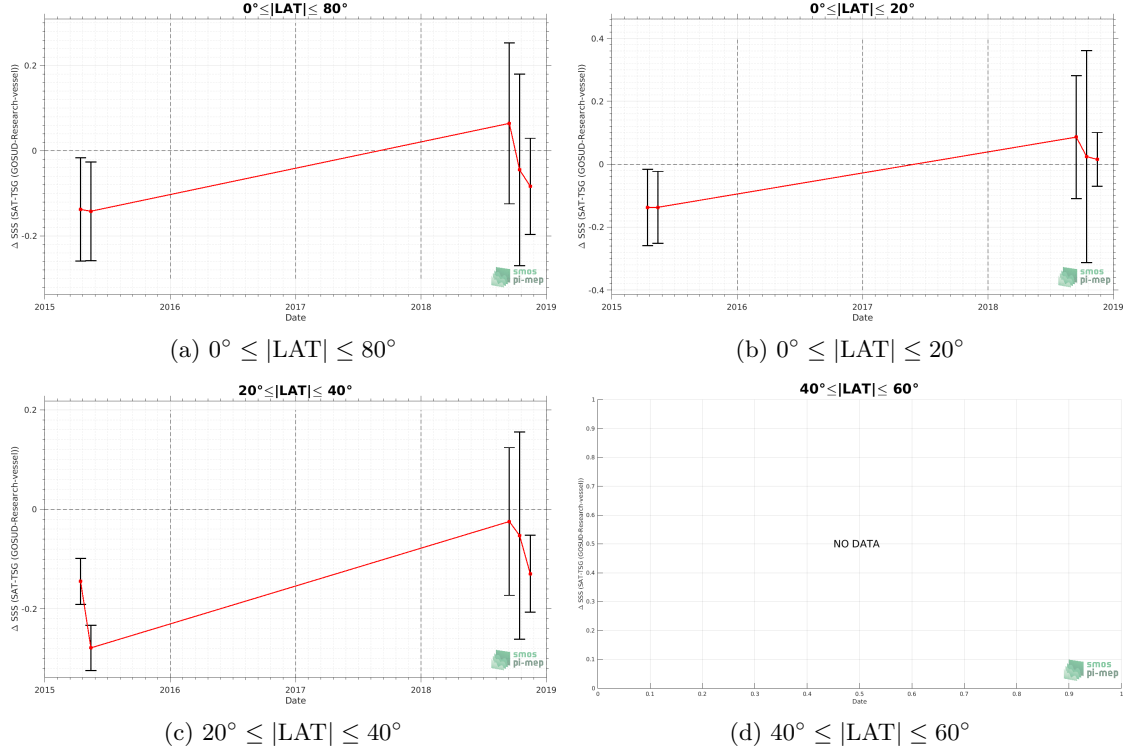 0°≤|LAT|≤ 80°
Δ SSS (SAT-TSG (GOSUD-Research-vessel))
0.2
0
-0.2
2015 2016 2017 2018 2019
Date
smos
pi-mep
(a) 0° ≤ |LAT| ≤ 80°
0°≤|LAT|≤ 20°
Δ SSS (SAT-TSG (GOSUD-Research-vessel))
0.4
0.2
0
-0.2
-0.4
2015 2016 2017 2018 2019
Date
smos
pi-mep
(b) 0° ≤ |LAT| ≤ 20°
20°≤|LAT|≤ 40°
Δ SSS (SAT-TSG (GOSUD-Research-vessel))
0.2
0
-0.2
2015 2016 2017 2018 2019
Date
smos
pi-mep
(c) 20° ≤ |LAT| ≤ 40°
40°≤|LAT|≤ 60°
Δ SSS (SAT-TSG (GOSUD-Research-vessel))
1
0.9
0.8
0.7
0.6
0.5
0.4
0.3
0.2
0.1
0
NO DATA
0 0.1 0.2 0.3 0.4 0.5 0.6 0.7 0.8 0.9 1
Date
smos
pi-mep
(d) 40° ≤ |LAT| ≤ 60°